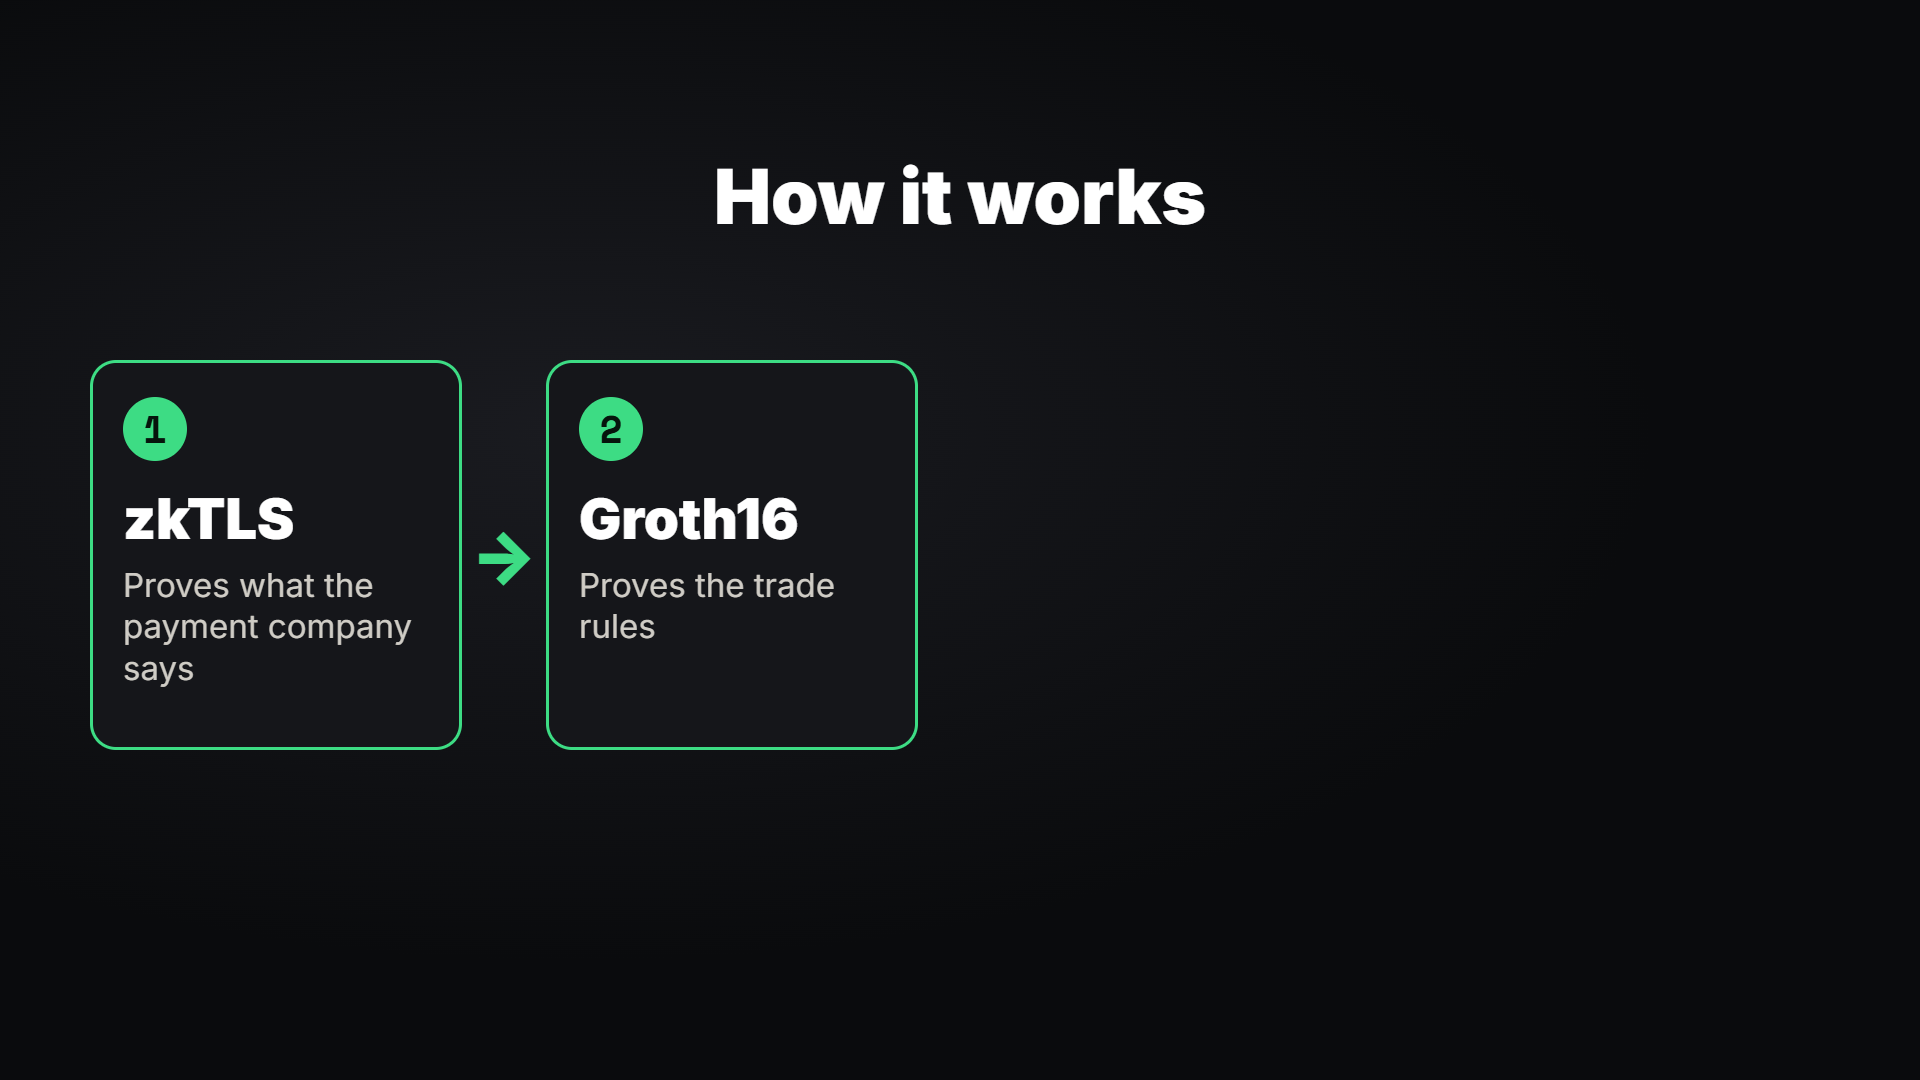 How it works
1
zkTLS
Proves what the
payment company
says
→
2
Groth16
Proves the trade
rules